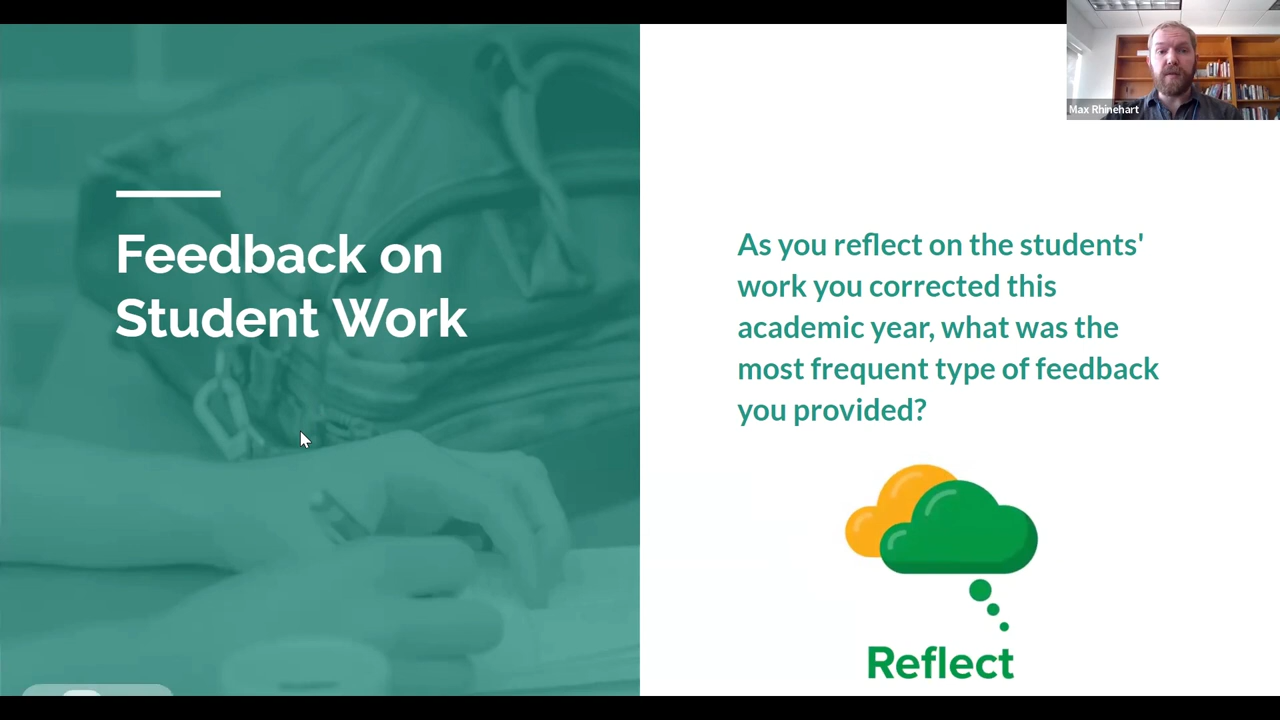 Max Rhinehart
Feedback on
Student Work
As you reflect on the students'
work you corrected this
academic year, what was the
most frequent type of feedback
you provided?
Reflect